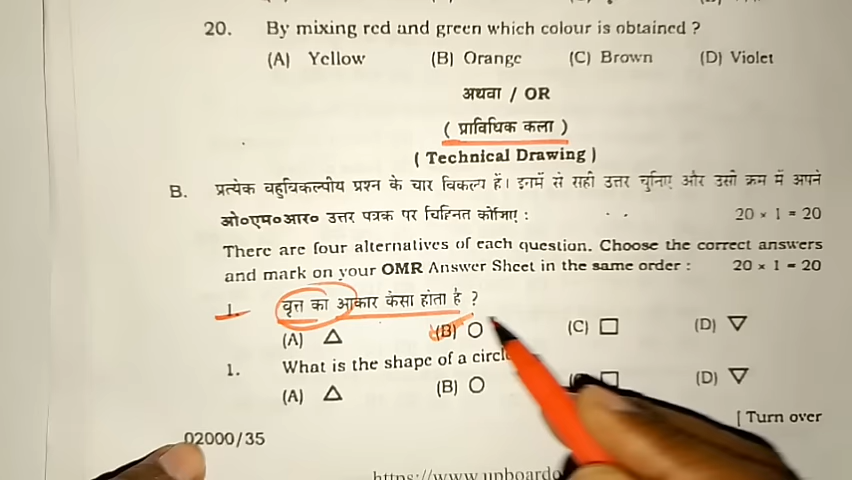 20. By mixing red and green which colour is obtained ?
(A) Yellow (B) Orange (C) Brown (D) Violet
अथवा / OR
( प्राविधिक कला )
( Technical Drawing )
B. प्रत्येक बहुविकल्पीय प्रश्न के चार विकल्प हैं। इनमें से सही उत्तर चुनिए और उसी क्रम में अपने
ओ०एम०आर० उत्तर पत्रक पर चिह्नित कीजिए : 20 × 1 = 20
There are four alternatives of each question. Choose the correct answers
and mark on your OMR Answer Sheet in the same order : 20 × 1 = 20
1. वृत्त का आकार कैसा होता है ?
(A) △ (B) ○ (C) □ (D) ▽
1. What is the shape of a
(A) △ (B) ○ □ (D) ▽
[ Turn over
02000/35